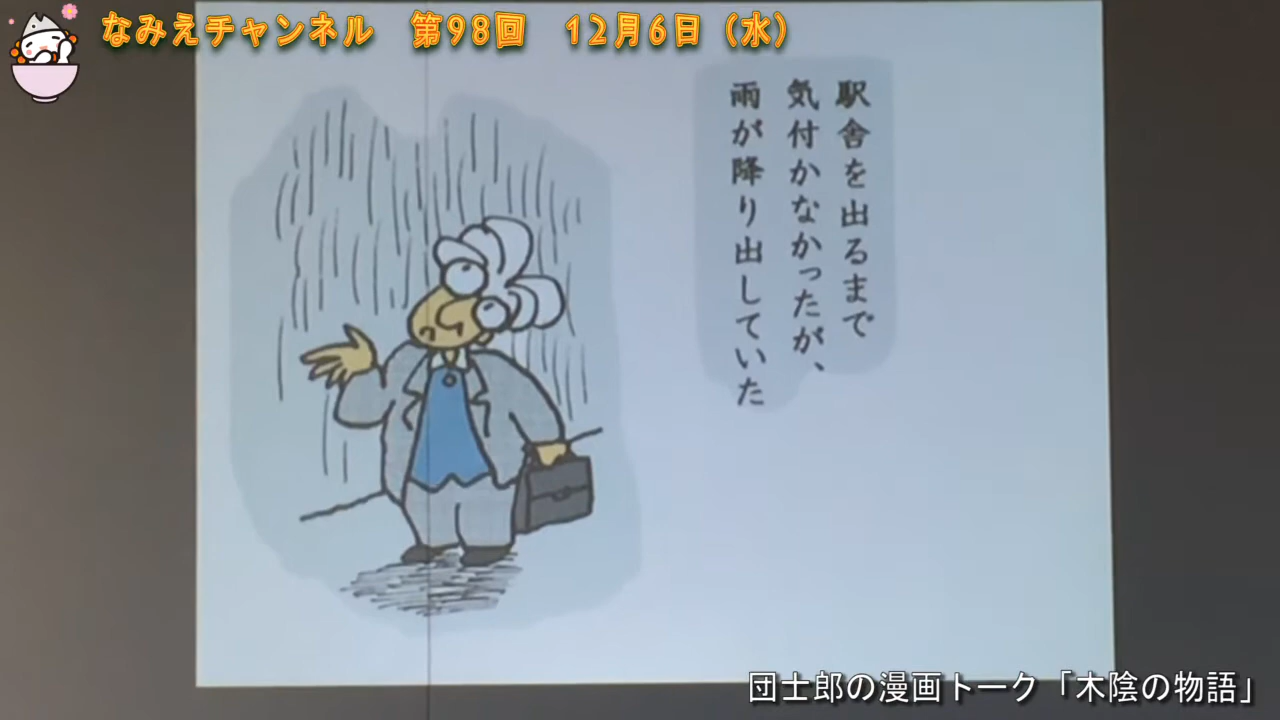 なみえチャンネル　第98回　12月6日（水）
駅舎を出るまで
気付かなかったが、
雨が降り出していた
団士郎の漫画トーク「木陰の物語」